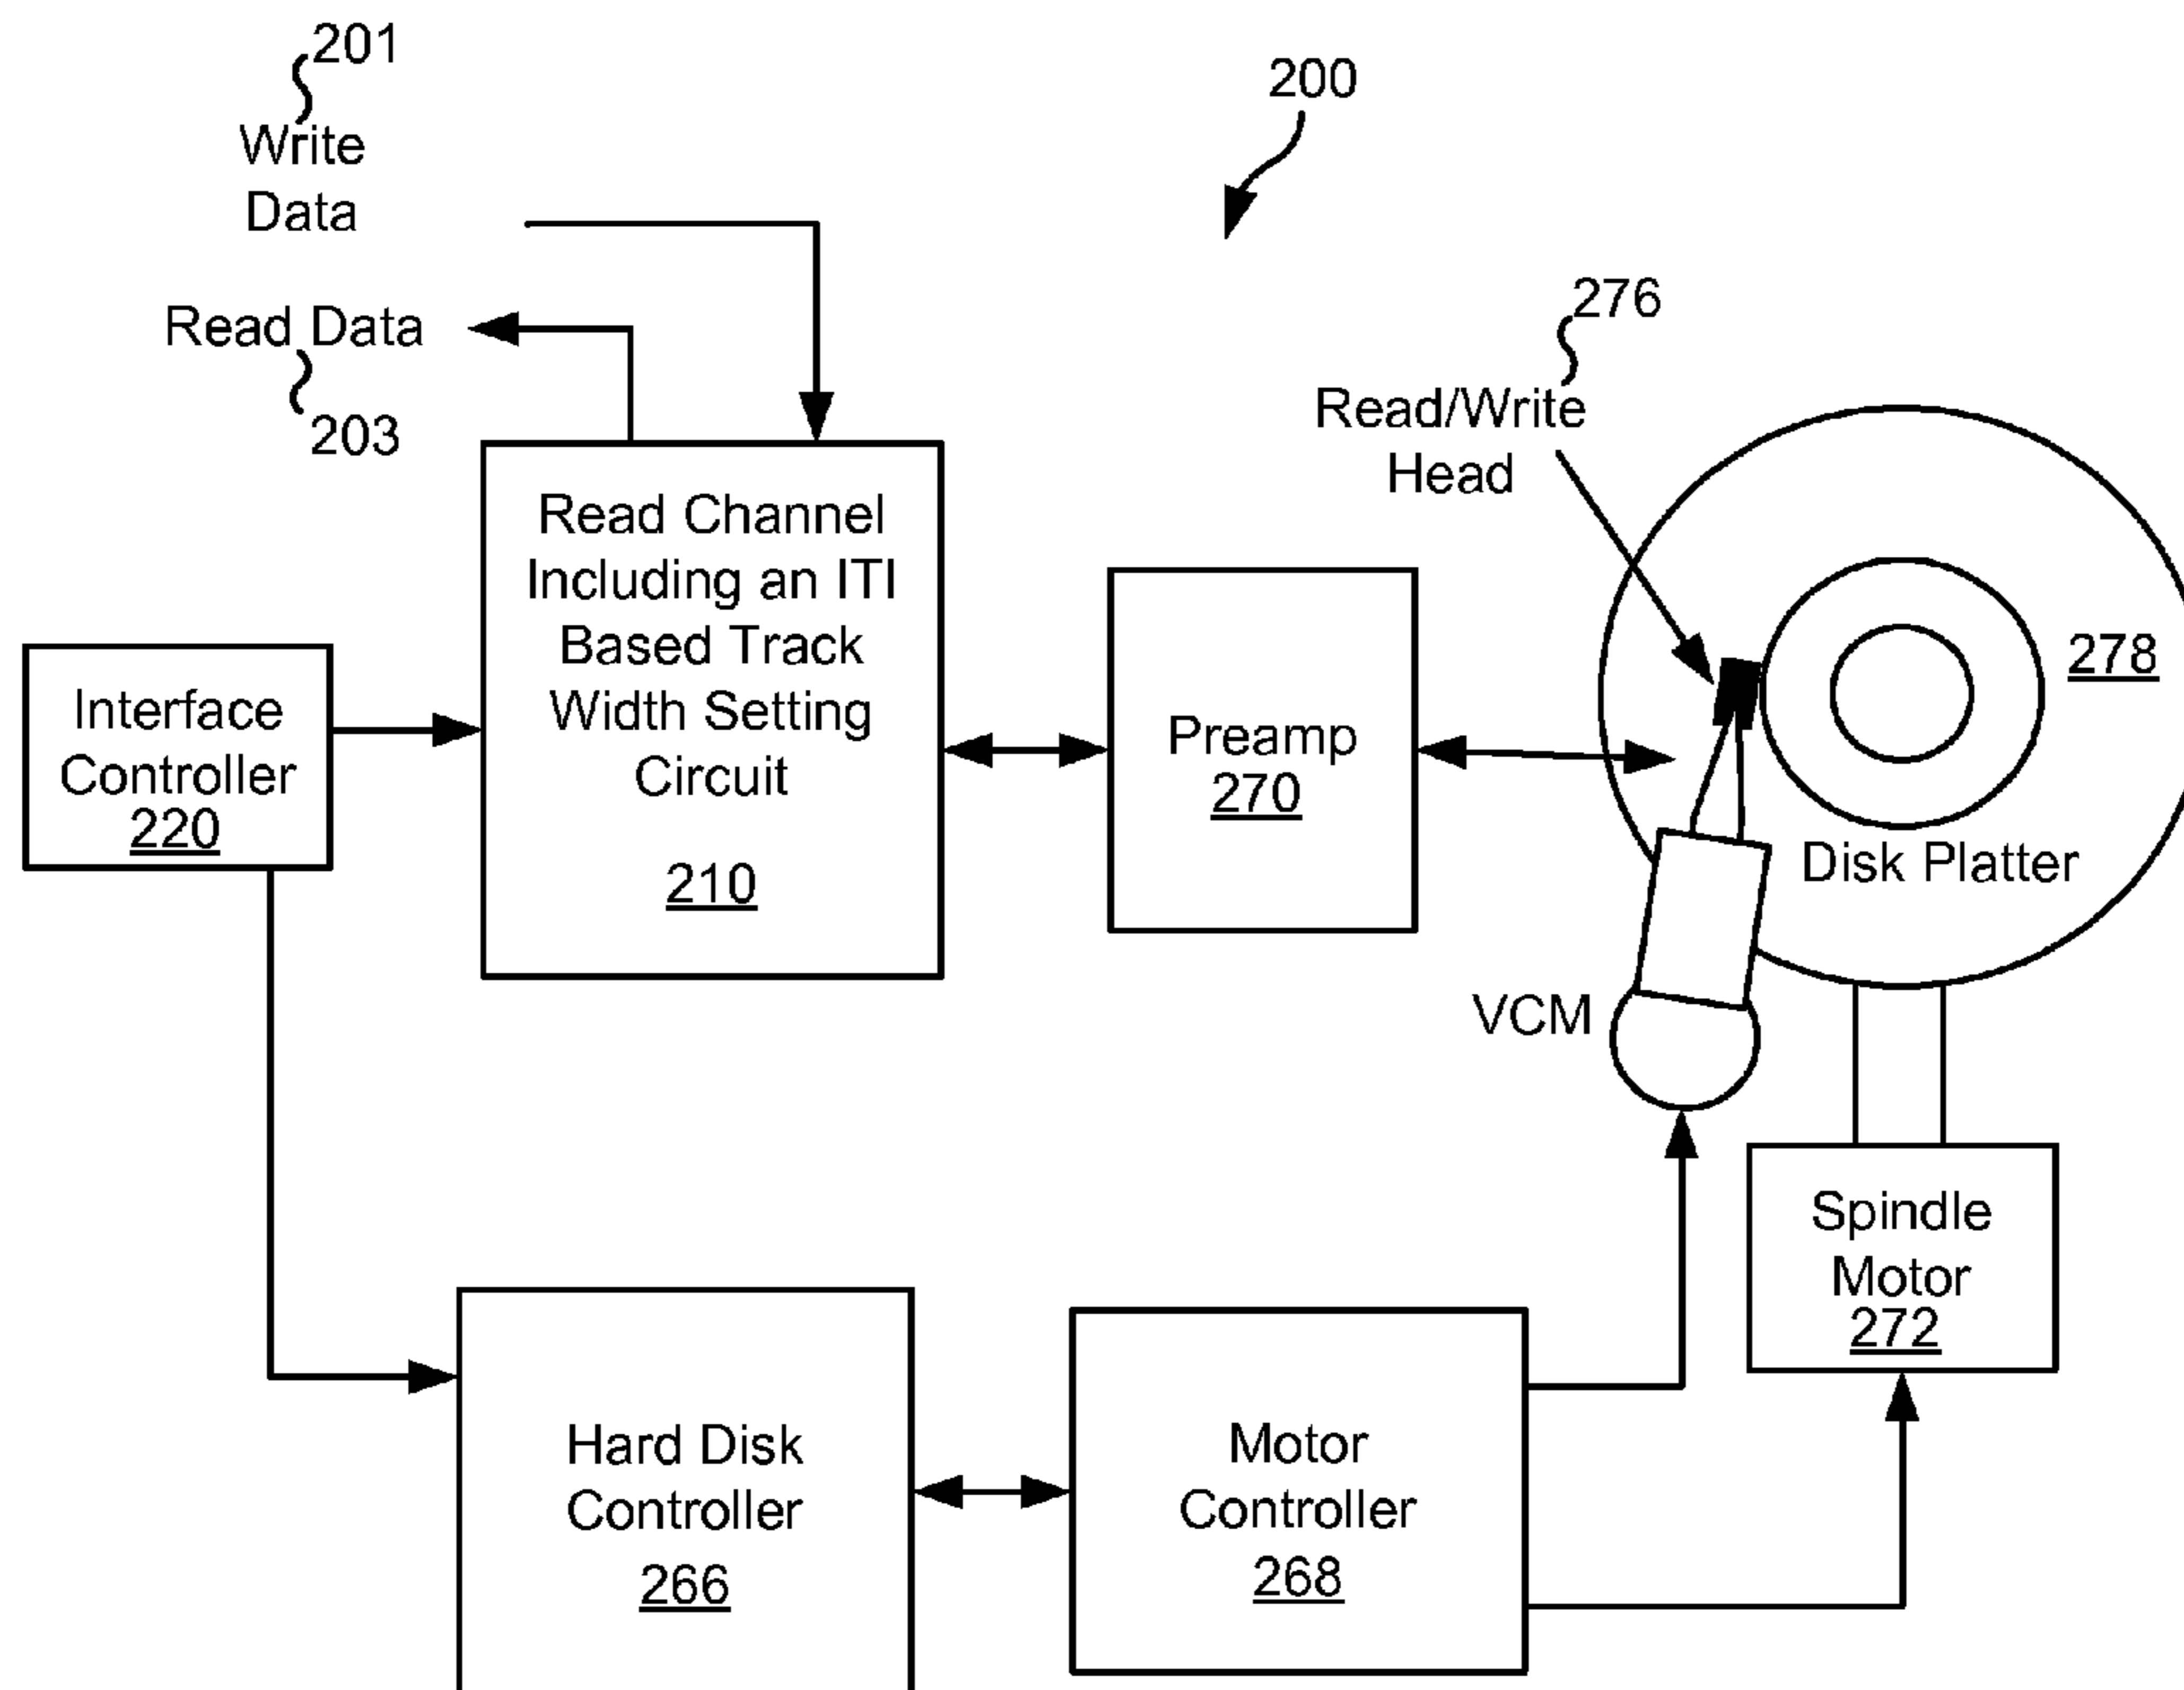 201
Write
Data
Read Data
203
200
276
Read/Write
Head
Read Channel
Including an ITI
Based Track
Width Setting
Circuit
210
Interface
Controller
220
Preamp
270
278
Disk Platter
VCM
Spindle
Motor
272
Hard Disk
Controller
266
Motor
Controller
268